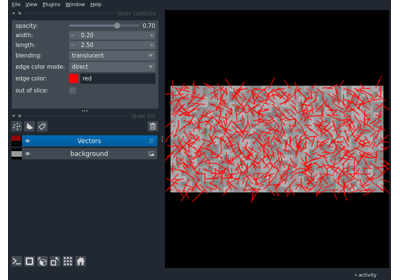 File View Plugins Window Help
layer controls
opacity: 0.70
width: 0.20
length: 2.50
blending: translucent
edge color mode: direct
edge color: red
out of slice:
layer list
Vectors
background
activity